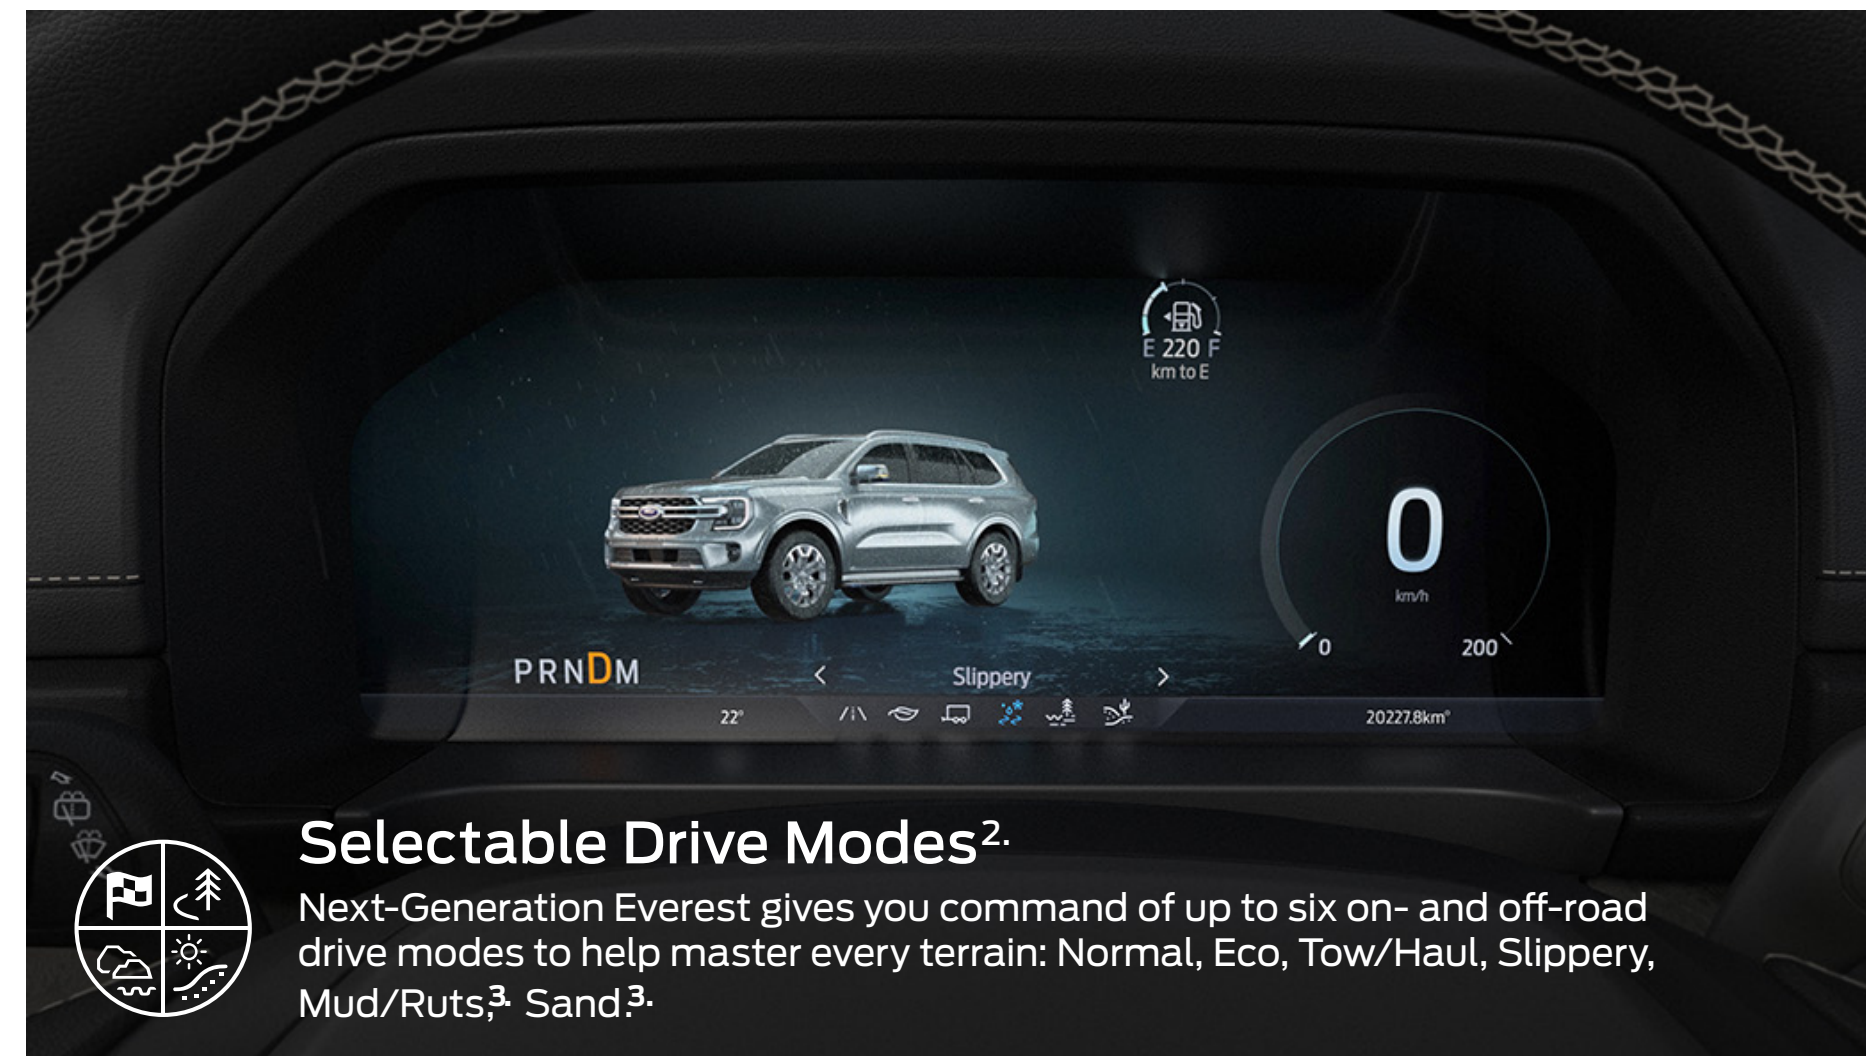 E 220 F
km to E
0
km/h
0 200
PRNDM
Slippery
22°
20227.8km°
Selectable Drive Modes2.
Next-Generation Everest gives you command of up to six on- and off-road
drive modes to help master every terrain: Normal, Eco, Tow/Haul, Slippery,
Mud/Ruts,3. Sand.3.